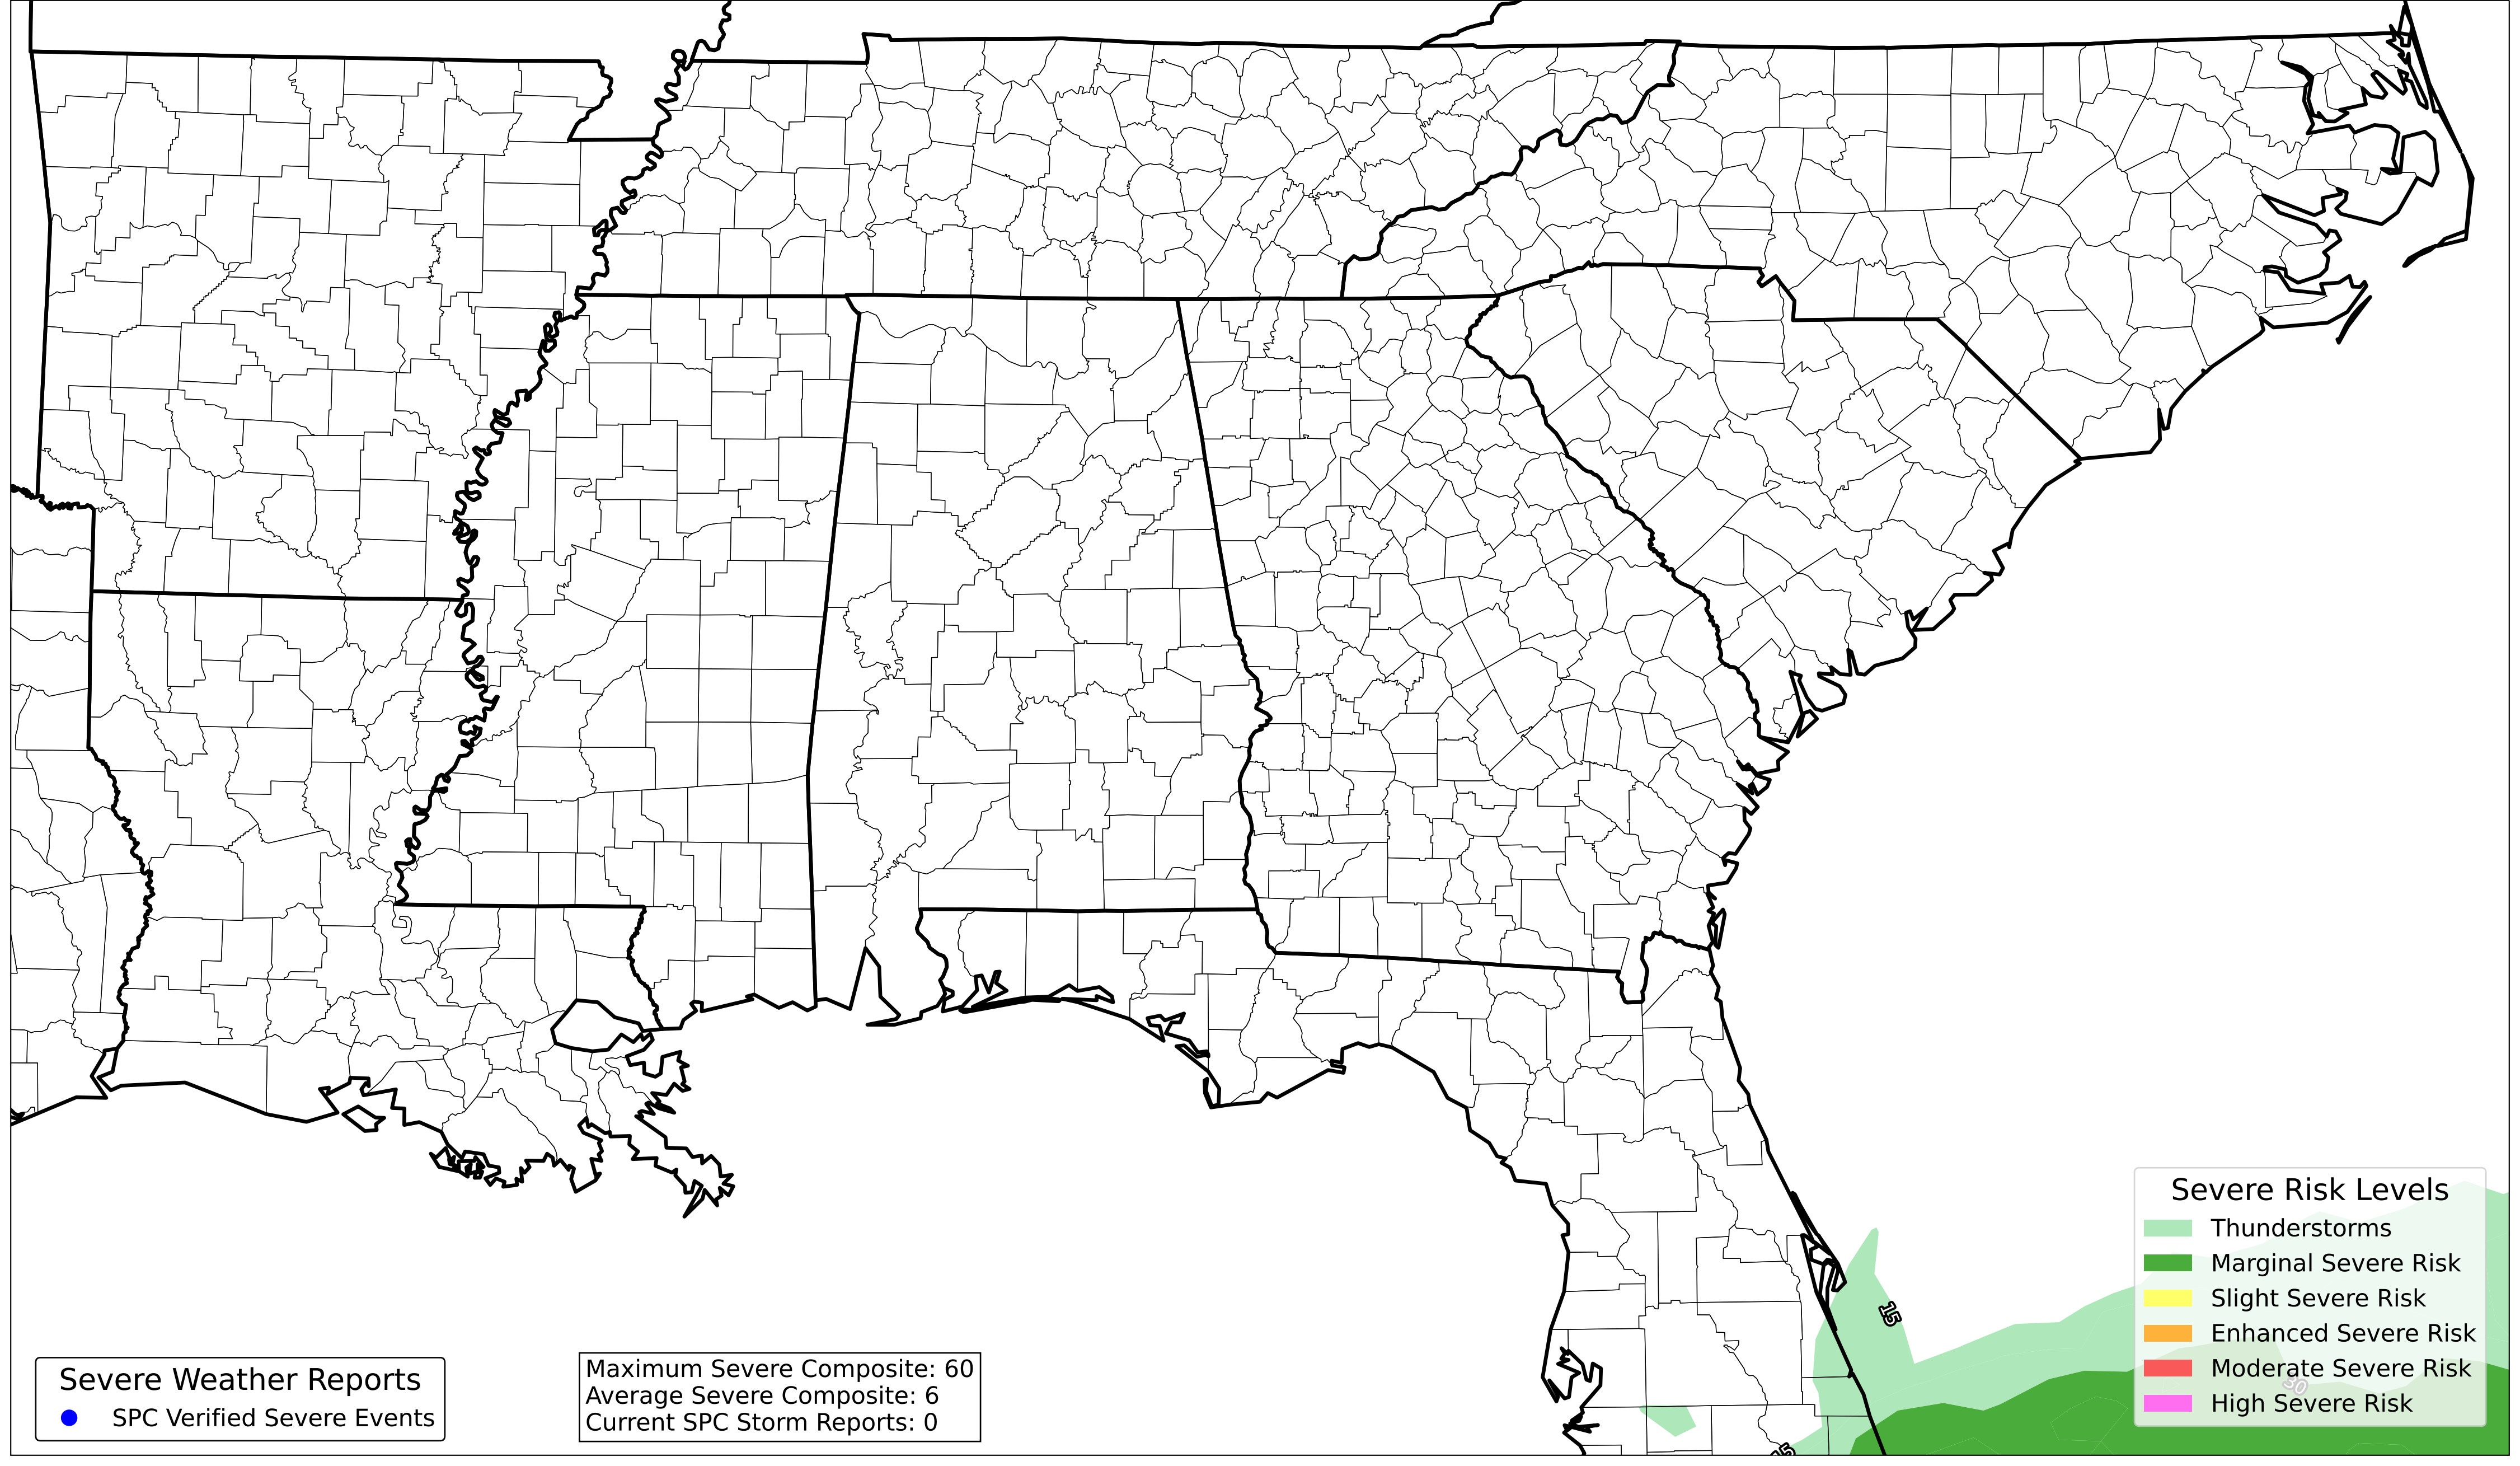 15
Severe Risk Levels
Thunderstorms
Marginal Severe Risk
Slight Severe Risk
Enhanced Severe Risk
Moderate Severe Risk
High Severe Risk
30
Severe Weather Reports
SPC Verified Severe Events
Maximum Severe Composite: 60
Average Severe Composite: 6
Current SPC Storm Reports: 0